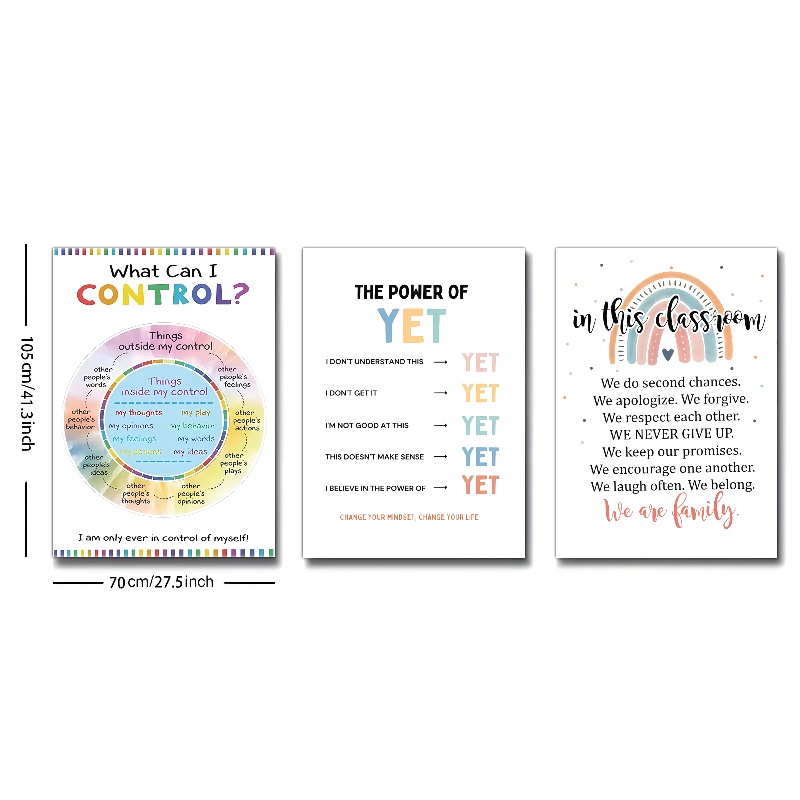 105cm/41.3inch
70cm/27.5inch
What Can I
CONTROL?
Things
outside my control
other
people's
words
other
people's
feelings
other
people's
behavior
other
people's
actions
other
people's
ideas
other
people's
plays
other
people's
thoughts
other
people's
opinions
Things
inside my control
my thoughts
my play
my opinions
my behavior
my feelings
my words
my ideas
I am only ever in control of myself!
THE POWER OF
YET
I DON'T UNDERSTAND THIS → YET
I DON'T GET IT → YET
I'M NOT GOOD AT THIS → YET
THIS DOESN'T MAKE SENSE → YET
I BELIEVE IN THE POWER OF → YET
CHANGE YOUR MINDSET, CHANGE YOUR LIFE
in this classroom
We do second chances.
We apologize. We forgive.
We respect each other.
WE NEVER GIVE UP.
We keep our promises.
We encourage one another.
We laugh often. We belong.
We are family.